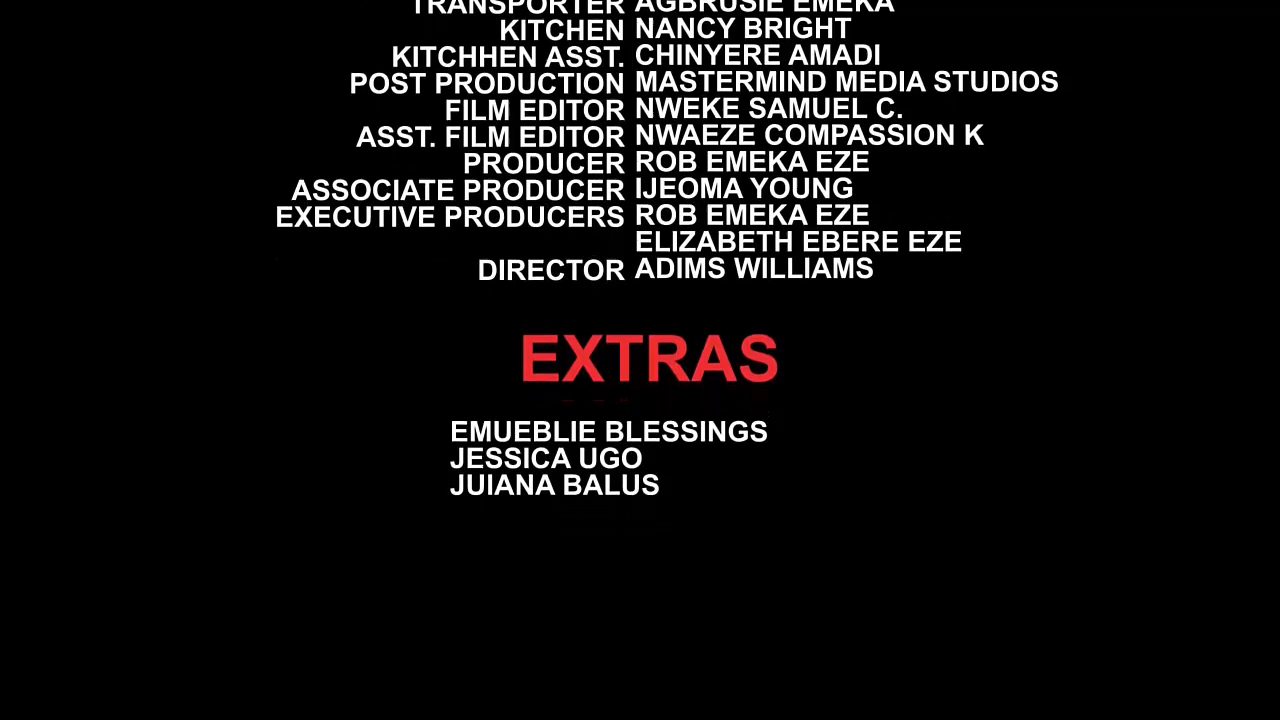 TRANSPORTER AGBRUSIE EMEKA
KITCHEN NANCY BRIGHT
KITCHHEN ASST. CHINYERE AMADI
POST PRODUCTION MASTERMIND MEDIA STUDIOS
FILM EDITOR NWEKE SAMUEL C.
ASST. FILM EDITOR NWAEZE COMPASSION K
PRODUCER ROB EMEKA EZE
ASSOCIATE PRODUCER IJEOMA YOUNG
EXECUTIVE PRODUCERS ROB EMEKA EZE
ELIZABETH EBERE EZE
DIRECTOR ADIMS WILLIAMS
EXTRAS
EMUEBLIE BLESSINGS
JESSICA UGO
JUIANA BALUS